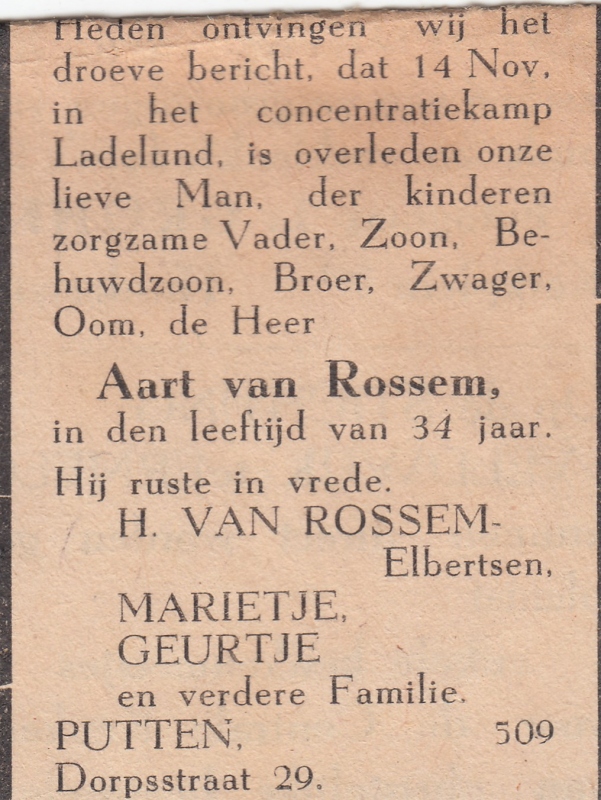 Heden ontvingen wij het
droeve bericht, dat 14 Nov.
in het concentratiekamp
Ladelund, is overleden onze
lieve Man, der kinderen
zorgzame Vader, Zoon, Be-
huwdzoon, Broer, Zwager,
Oom, de Heer
Aart van Rossem,
in den leeftijd van 34 jaar.
Hij ruste in vrede.
H. VAN ROSSEM-
Elbertsen,
MARIETJE,
GEURTJE
en verdere Familie.
PUTTEN, 509
Dorpsstraat 29.